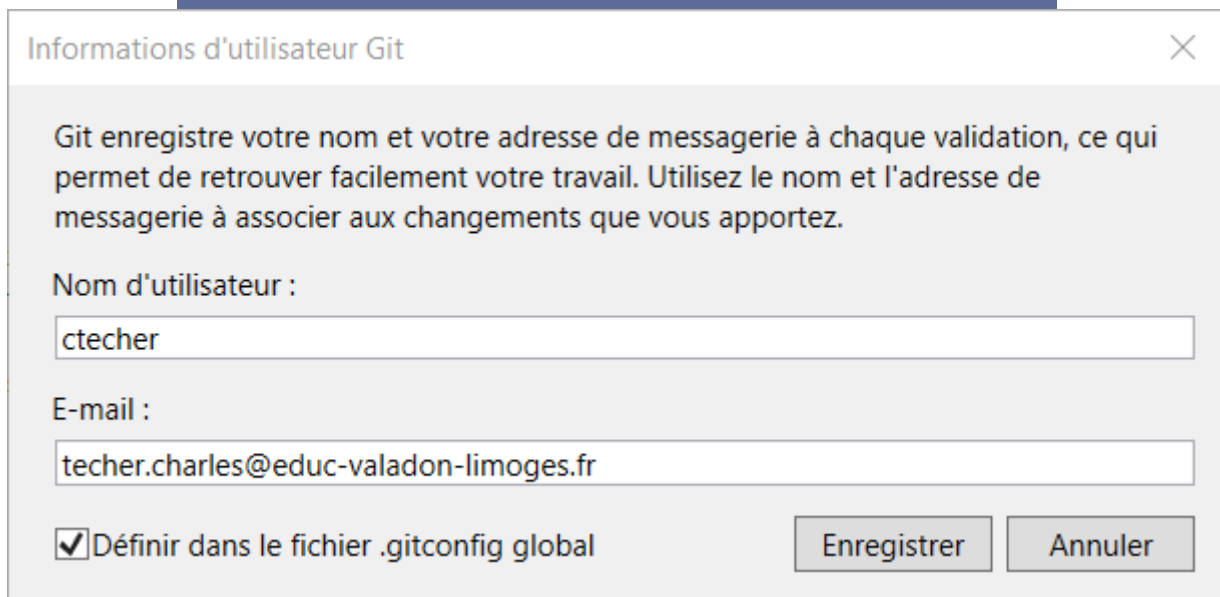 Informations d'utilisateur Git
Git enregistre votre nom et votre adresse de messagerie à chaque validation, ce qui
permet de retrouver facilement votre travail. Utilisez le nom et l'adresse de
messagerie à associer aux changements que vous apportez.
Nom d'utilisateur :
ctecher
E-mail :
techer.charles@educ-valadon-limoges.fr
Définir dans le fichier .gitconfig global
Enregistrer
Annuler